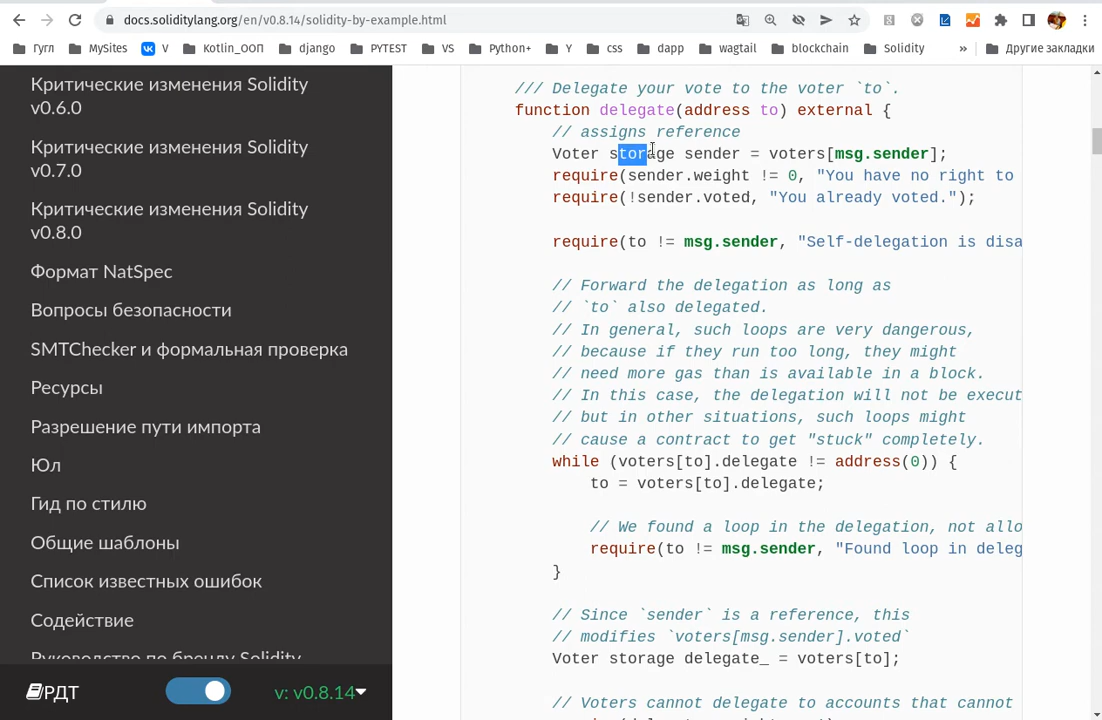 docs.soliditylang.org/en/v0.8.14/solidity-by-example.html
Гугл MySites V Kotlin_ООП django PYTEST VS Python+ Y css dapp wagtail blockchain Solidity » Другие закладки
Критические изменения Solidity
v0.6.0
Критические изменения Solidity
v0.7.0
Критические изменения Solidity
v0.8.0
Формат NatSpec
Вопросы безопасности
SMTChecker и формальная проверка
Ресурсы
Разрешение пути импорта
Юл
Гид по стилю
Общие шаблоны
Список известных ошибок
Содействие
Руководство по бренду Solidity
РДТ
v: v0.8.14
/// Delegate your vote to the voter `to`.
function delegate(address to) external {
// assigns reference
Voter storage sender = voters[msg.sender];
require(sender.weight != 0, "You have no right to
require(!sender.voted, "You already voted.");
require(to != msg.sender, "Self-delegation is disa
// Forward the delegation as long as
// `to` also delegated.
// In general, such loops are very dangerous,
// because if they run too long, they might
// need more gas than is available in a block.
// In this case, the delegation will not be execut
// but in other situations, such loops might
// cause a contract to get "stuck" completely.
while (voters[to].delegate != address(0)) {
to = voters[to].delegate;
// We found a loop in the delegation, not allo
require(to != msg.sender, "Found loop in deleg
}
// Since `sender` is a reference, this
// modifies `voters[msg.sender].voted`
Voter storage delegate_ = voters[to];
// Voters cannot delegate to accounts that cannot